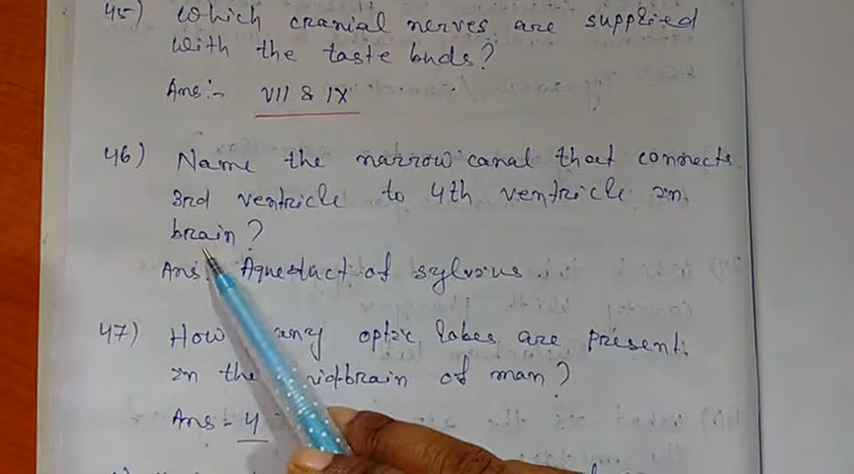 45) Which cranial nerves are supplied
with the taste buds?
Ans:- VII & IX
46) Name the narrow canal that connects
3rd ventricle to 4th ventricle in
brain?
Ans: Aqueduct of sylvius.
47) How optic lobes are present
in the of man?
Ans:- 4